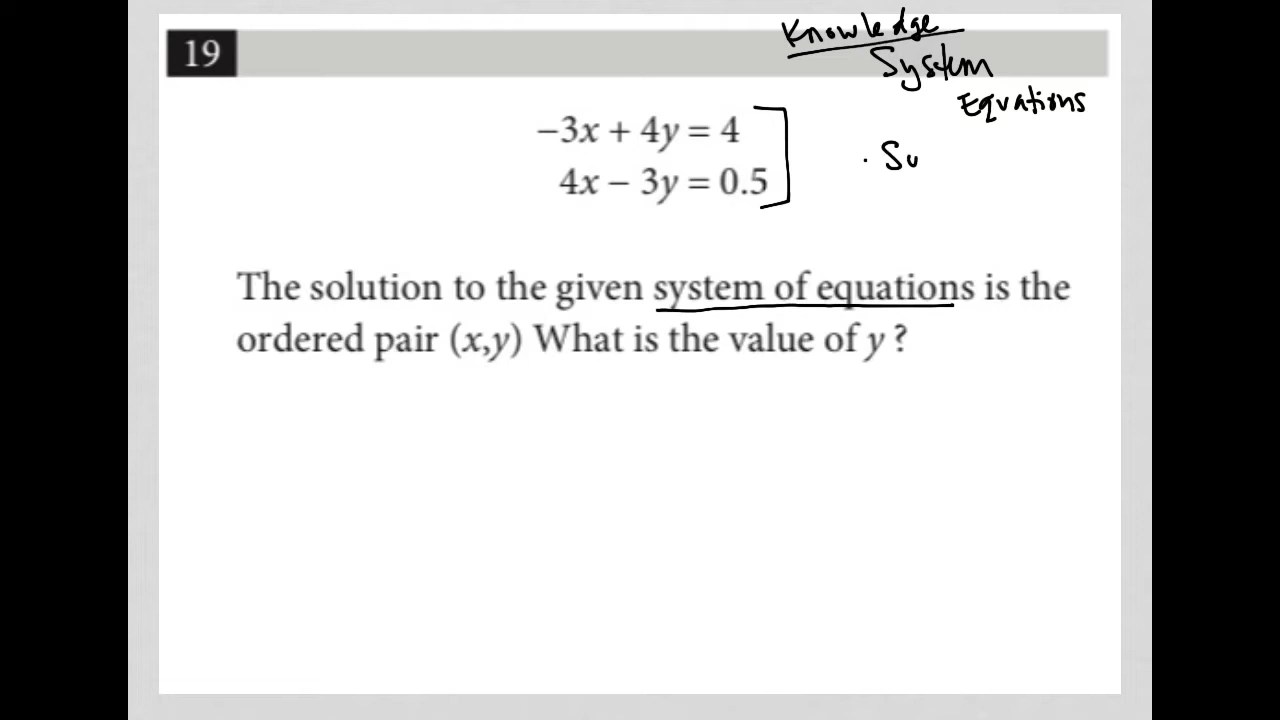 Knowledge
19
System
Equations
−3x + 4y = 4
4x − 3y = 0.5
· Su
The solution to the given system of equations is the
ordered pair (x,y) What is the value of y ?